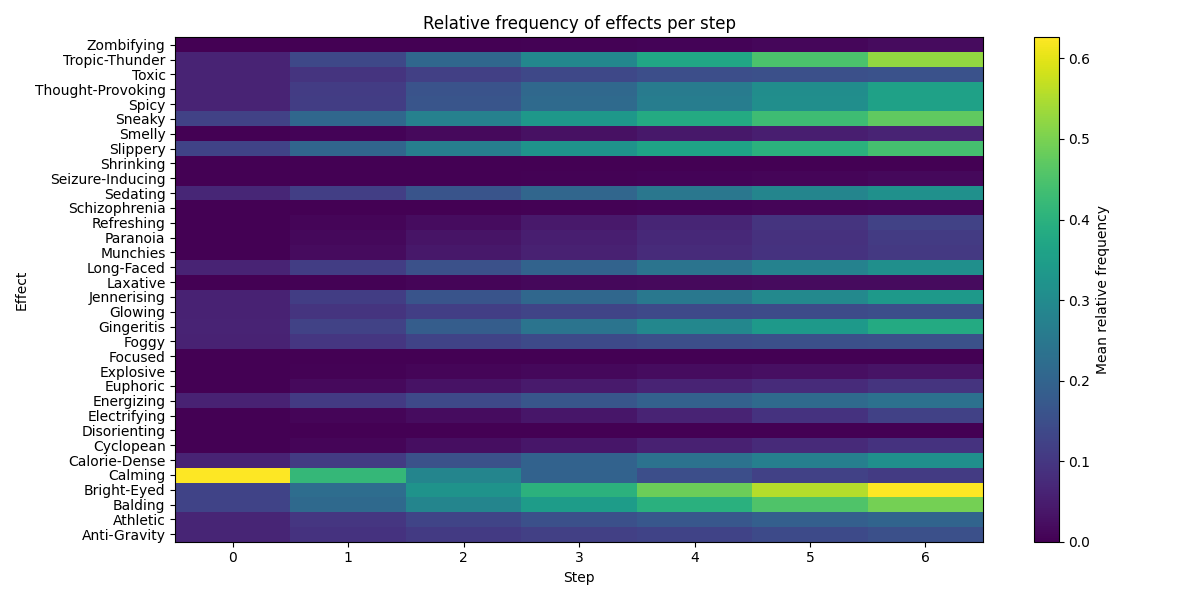 Relative frequency of effects per step
Zombifying
Tropic-Thunder
Toxic
Thought-Provoking
Spicy
Sneaky
Smelly
Slippery
Shrinking
Seizure-Inducing
Sedating
Schizophrenia
Refreshing
Paranoia
Munchies
Long-Faced
Laxative
Jennerising
Glowing
Gingeritis
Foggy
Focused
Explosive
Euphoric
Energizing
Electrifying
Disorienting
Cyclopean
Calorie-Dense
Calming
Bright-Eyed
Balding
Athletic
Anti-Gravity
Effect
0 1 2 3 4 5 6
Step
0.6
0.5
0.4
0.3
0.2
0.1
0.0
Mean relative frequency